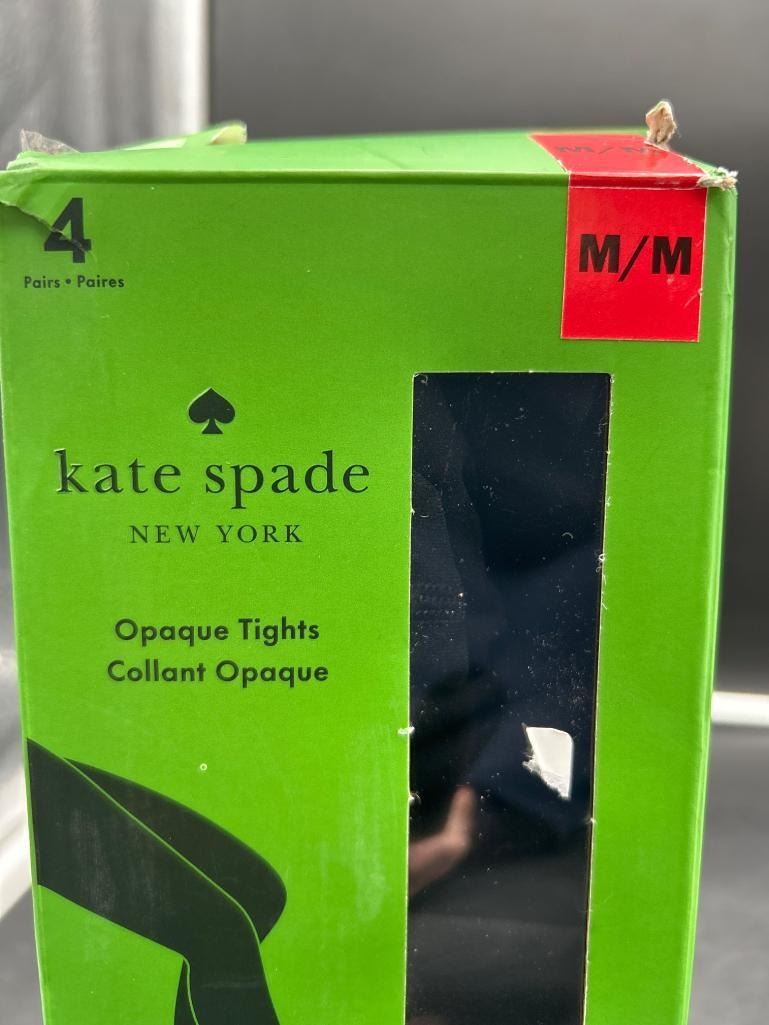 M/M
4
Pairs • Paires
M/M
kate spade
NEW YORK
Opaque Tights
Collant Opaque